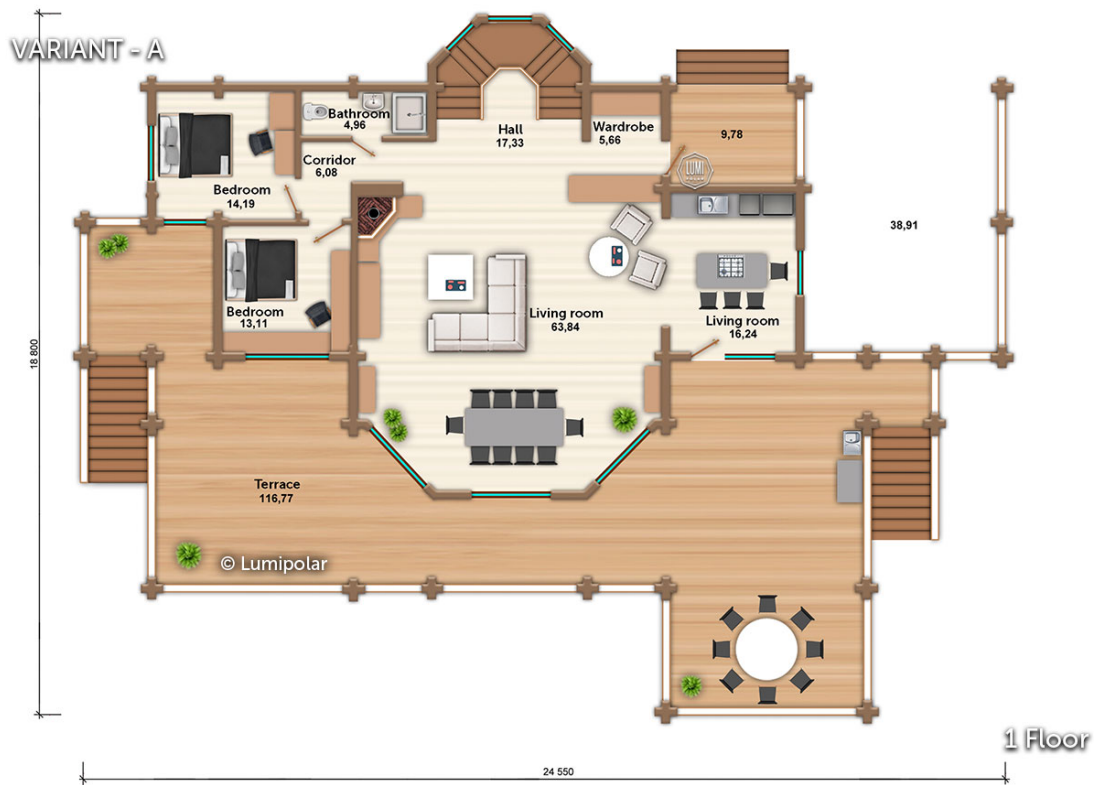 VARIANT - A
Bathroom
4,96
Hall
17,33
Wardrobe
5,66
9,78
LUMI
Corridor
6,08
Bedroom
14,19
38,91
Bedroom
13,11
Living room
63,84
Living room
16,24
18 800
Terrace
116,77
© Lumipolar
1 Floor
24 550